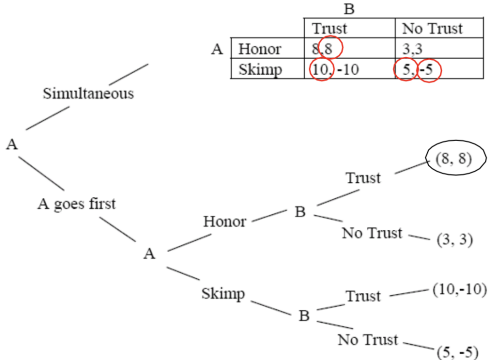 B
Trust No Trust
A Honor 8,8 3,3
Skimp 10, -10 5, -5
Simultaneous
A
A goes first
Trust (8, 8)
Honor B
No Trust (3, 3)
A
Skimp Trust (10,-10)
B
No Trust (5, -5)